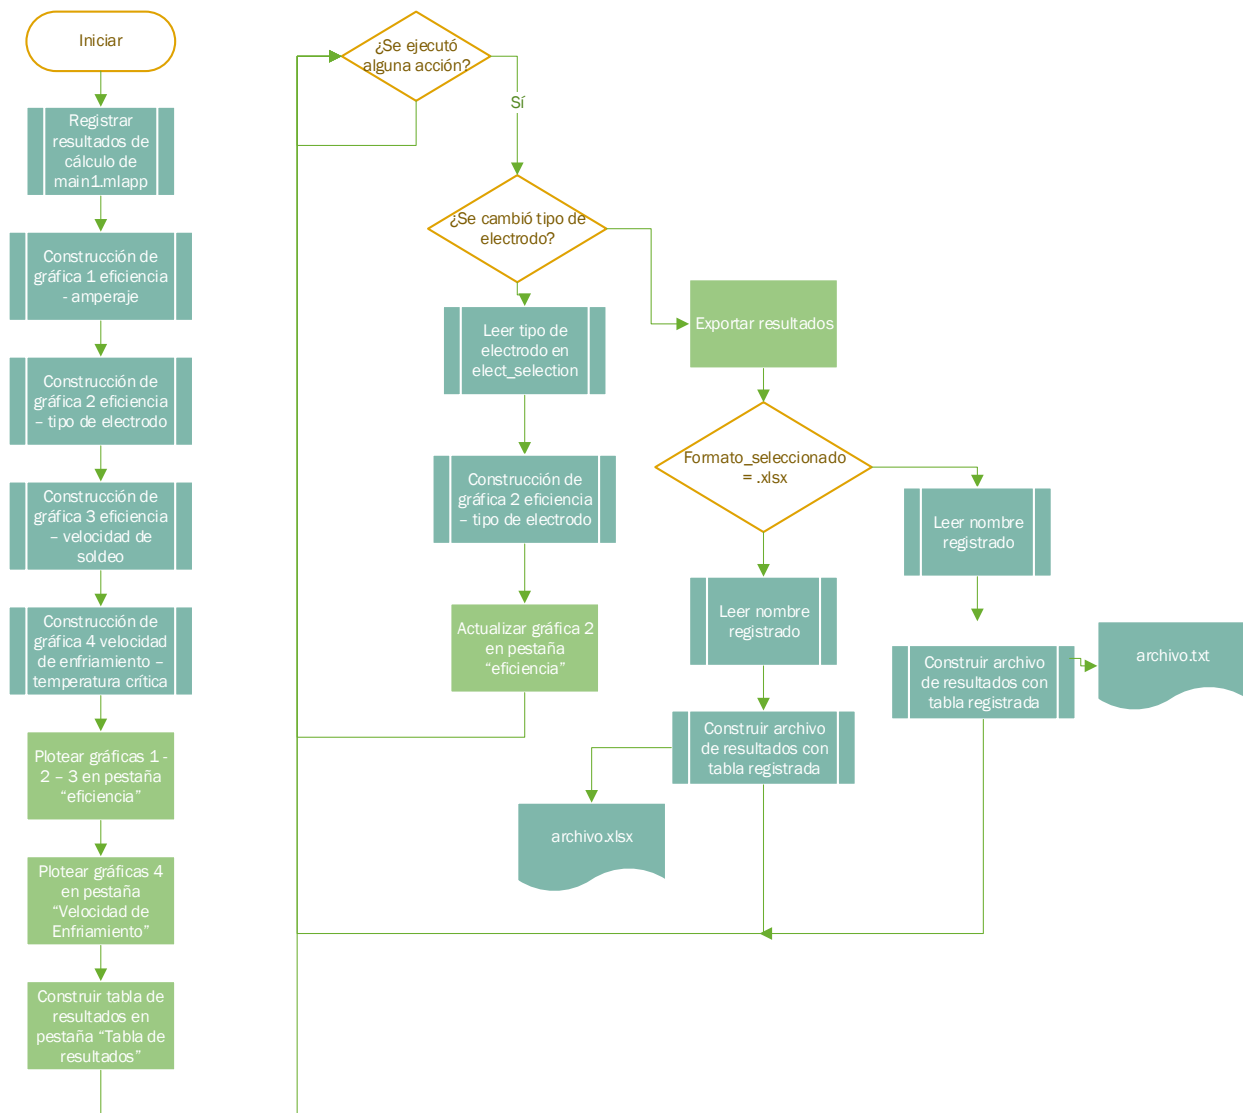 Iniciar
Registrar
resultados de
cálculo de
main1.mlapp
Construcción de
gráfica 1 eficiencia
- amperaje
Construcción de
gráfica 2 eficiencia
– tipo de electrodo
Construcción de
gráfica 3 eficiencia
– velocidad de
soldeo
Construcción de
gráfica 4 velocidad
de enfriamiento –
temperatura crítica
Plotear gráficas 1 -
2 – 3 en pestaña
“eficiencia”
Plotear gráficas 4
en pestaña
“Velocidad de
Enfriamiento”
Construir tabla de
resultados en
pestaña “Tabla de
resultados”
¿Se ejecutó
alguna acción?
Sí
¿Se cambió tipo de
electrodo?
Leer tipo de
electrodo en
elect_selection
Construcción de
gráfica 2 eficiencia
– tipo de electrodo
Actualizar gráfica 2
en pestaña
“eficiencia”
Exportar resultados
Formato_seleccionado
= .xlsx
Leer nombre
registrado
Construir archivo
de resultados con
tabla registrada
archivo.xlsx
Leer nombre
registrado
Construir archivo
de resultados con
tabla registrada
archivo.txt